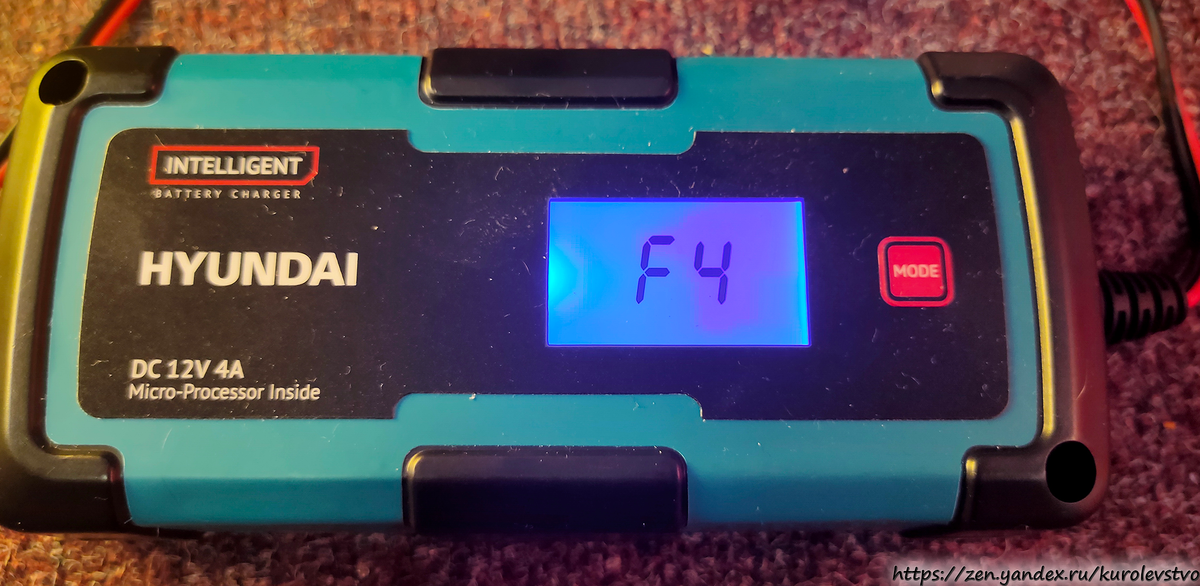 INTELLIGENT
BATTERY CHARGER
HYUNDAI
DC 12V 4A
Micro-Processor Inside
F4
MODE
https://zen.yandex.ru/kurolevstvo